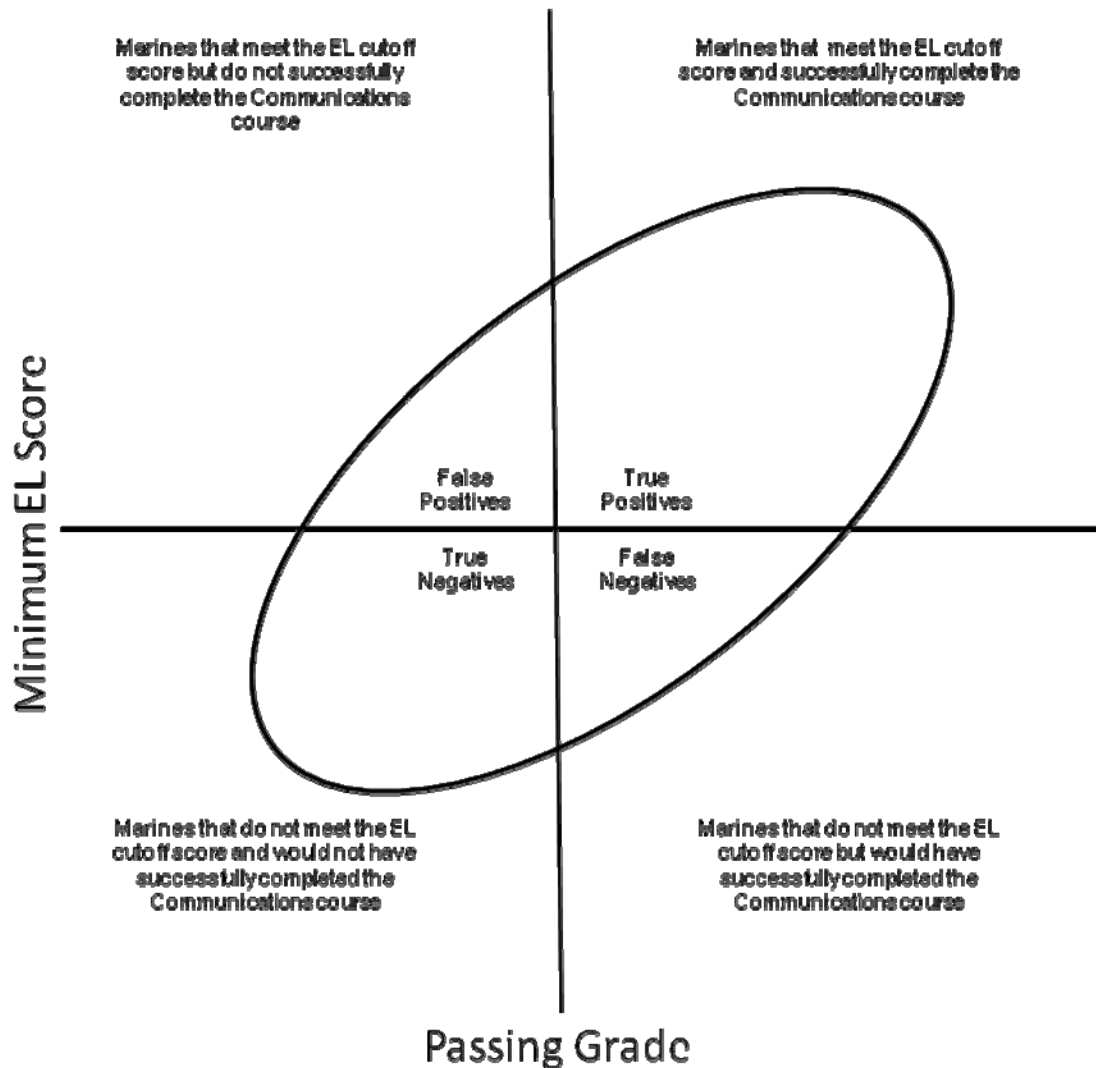 Marines that meet the EL cutoff
score but do not successfully
complete the Communications
course
Marines that meet the EL cutoff
score and successfully complete the
Communications course
Minimum EL Score
False
Positives
True
Positives
True
Negatives
False
Negatives
Marines that do not meet the EL
cutoff score and would not have
successfully completed the
Communications course
Marines that do not meet the EL
cutoff score but would have
successfully completed the
Communications course
Passing Grade